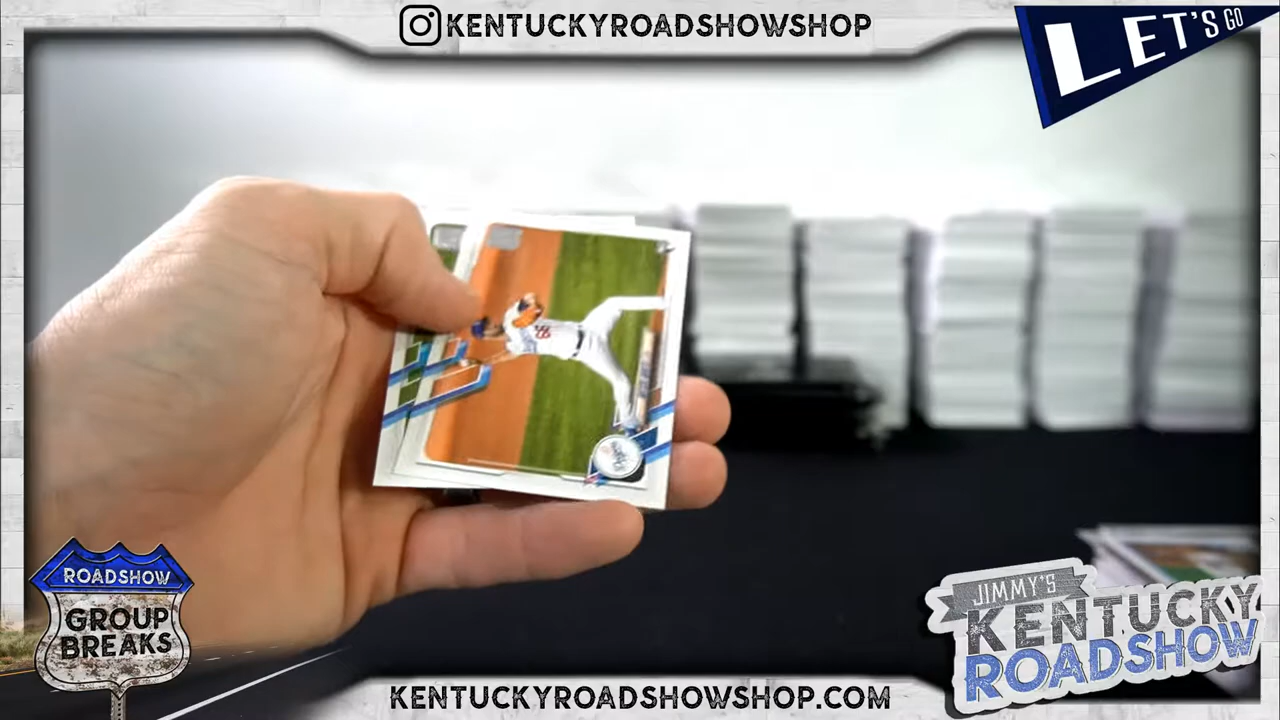 KENTUCKYROADSHOWSHOP
LET'S GO
ROADSHOW
GROUP
BREAKS
JIMMY'S
KENTUCKY
ROADSHOW
KENTUCKYROADSHOWSHOP.COM